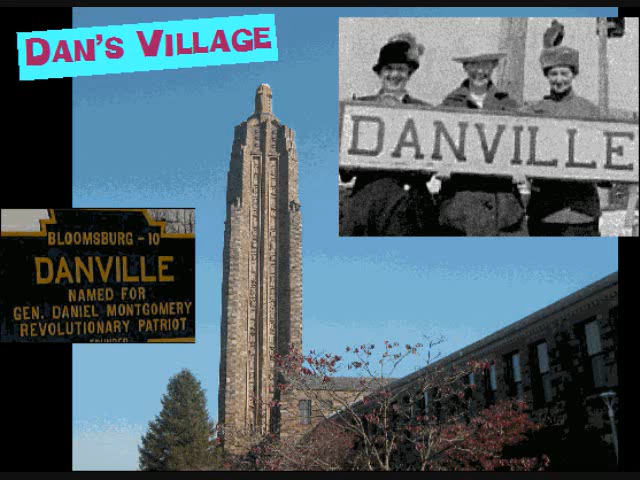 Dan's Village
DANVILLE
BLOOMSBURG - 10
DANVILLE
NAMED FOR
GEN. DANIEL MONTGOMERY
REVOLUTIONARY PATRIOT